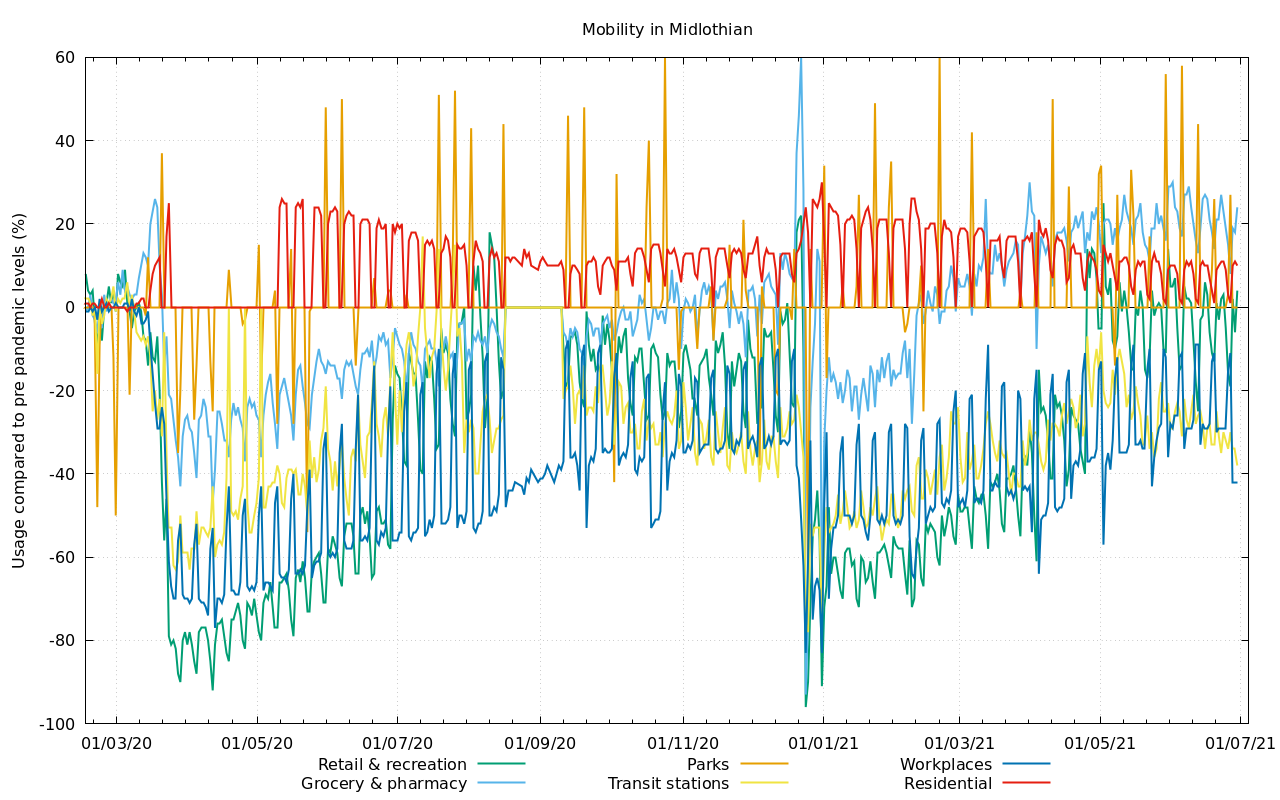 Mobility in Midlothian
Usage compared to pre pandemic levels (%)
60
40
20
0
-20
-40
-60
-80
-100
01/03/20 01/05/20 01/07/20 01/09/20 01/11/20 01/01/21 01/03/21 01/05/21 01/07/21
Retail & recreation Parks Workplaces
Grocery & pharmacy Transit stations Residential